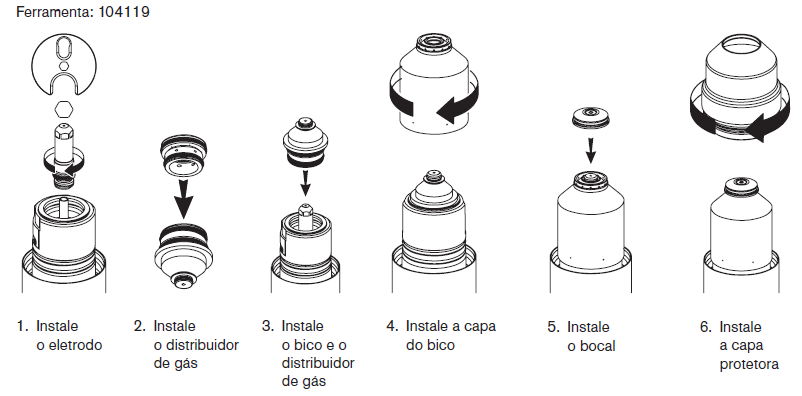 Ferramenta: 104119
1. Instale
o eletrodo
2. Instale
o distribuidor
de gás
3. Instale
o bico e o
distribuidor
de gás
4. Instale a capa
do bico
5. Instale
o bocal
6. Instale
a capa
protetora